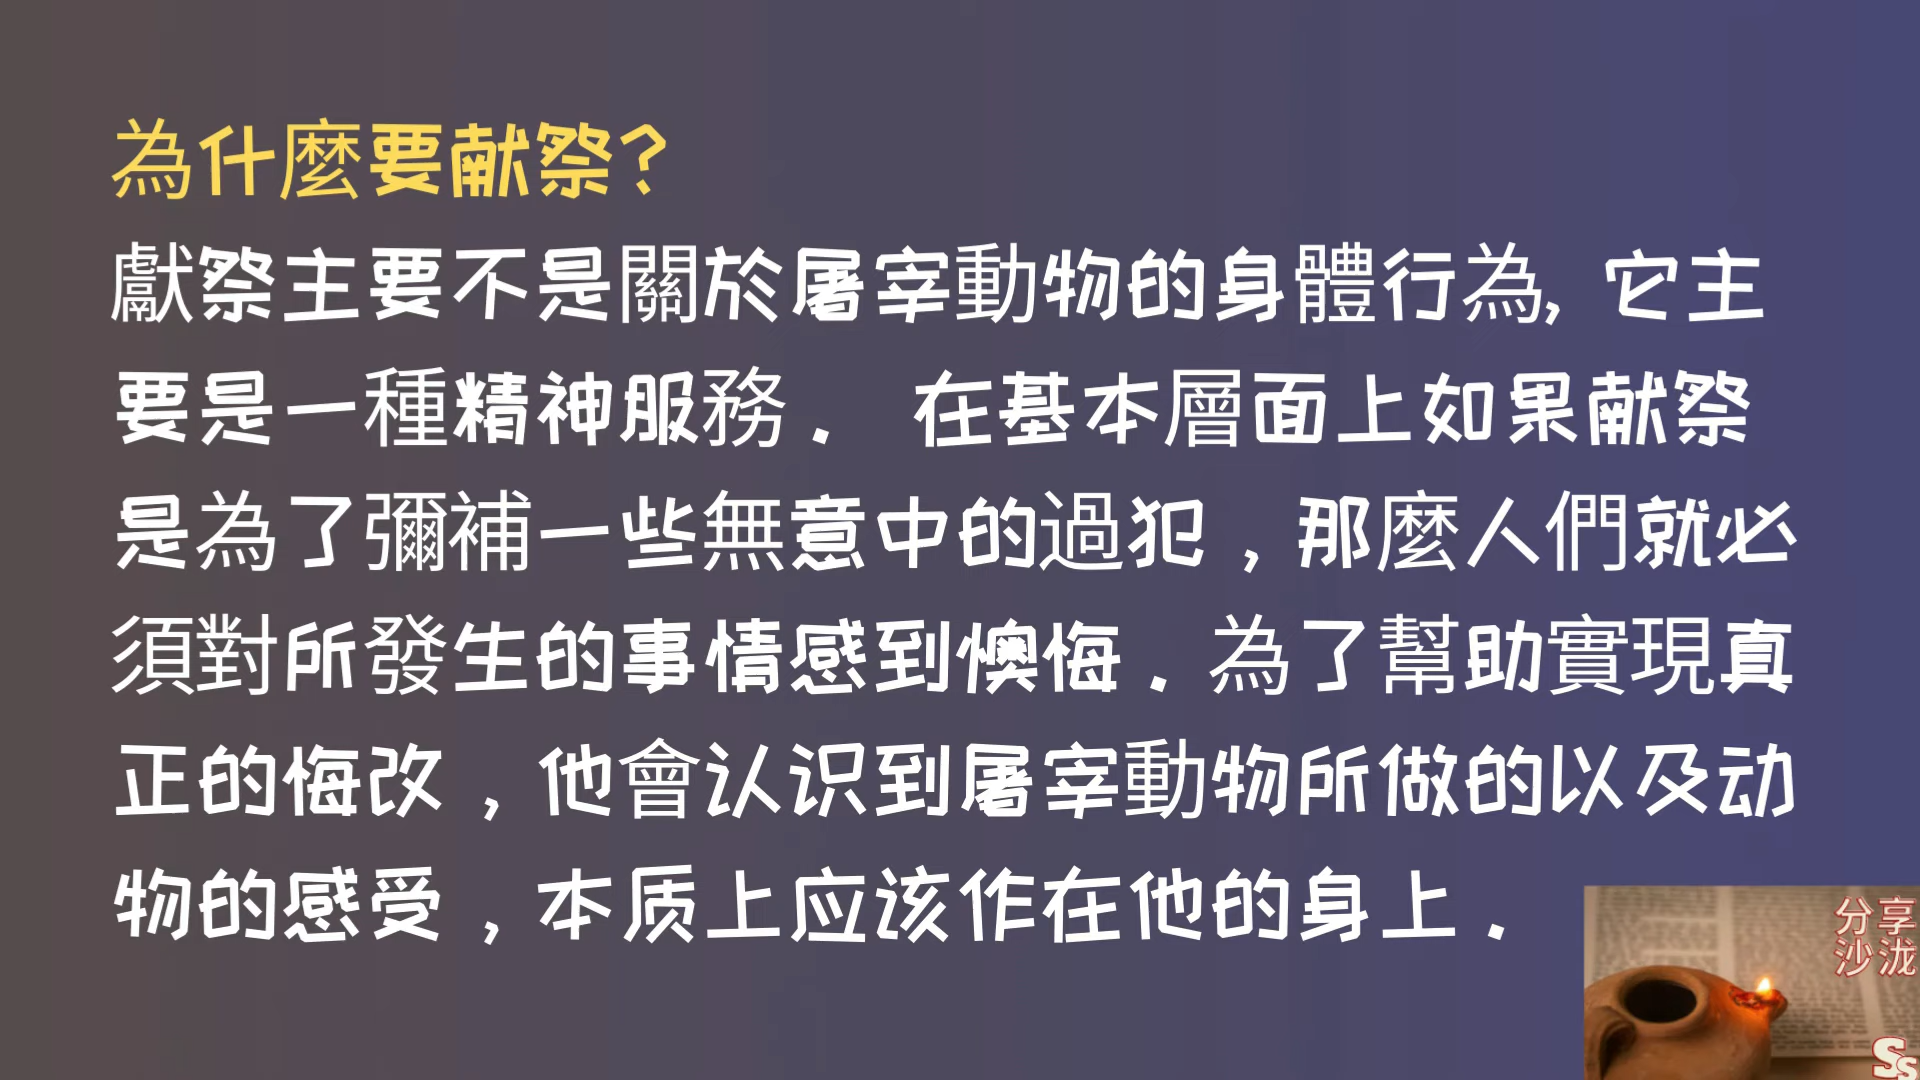 為什麼要献祭？
獻祭主要不是關於屠宰動物的身體行為，它主
要是一種精神服務． 在基本層面上如果献祭
是為了彌補一些無意中的過犯，那麼人們就必
須對所發生的事情感到懊悔．為了幫助實現真
正的悔改，他會认识到屠宰動物所做的以及动
物的感受，本质上应该作在他的身上．
分享
沙泷
Ss